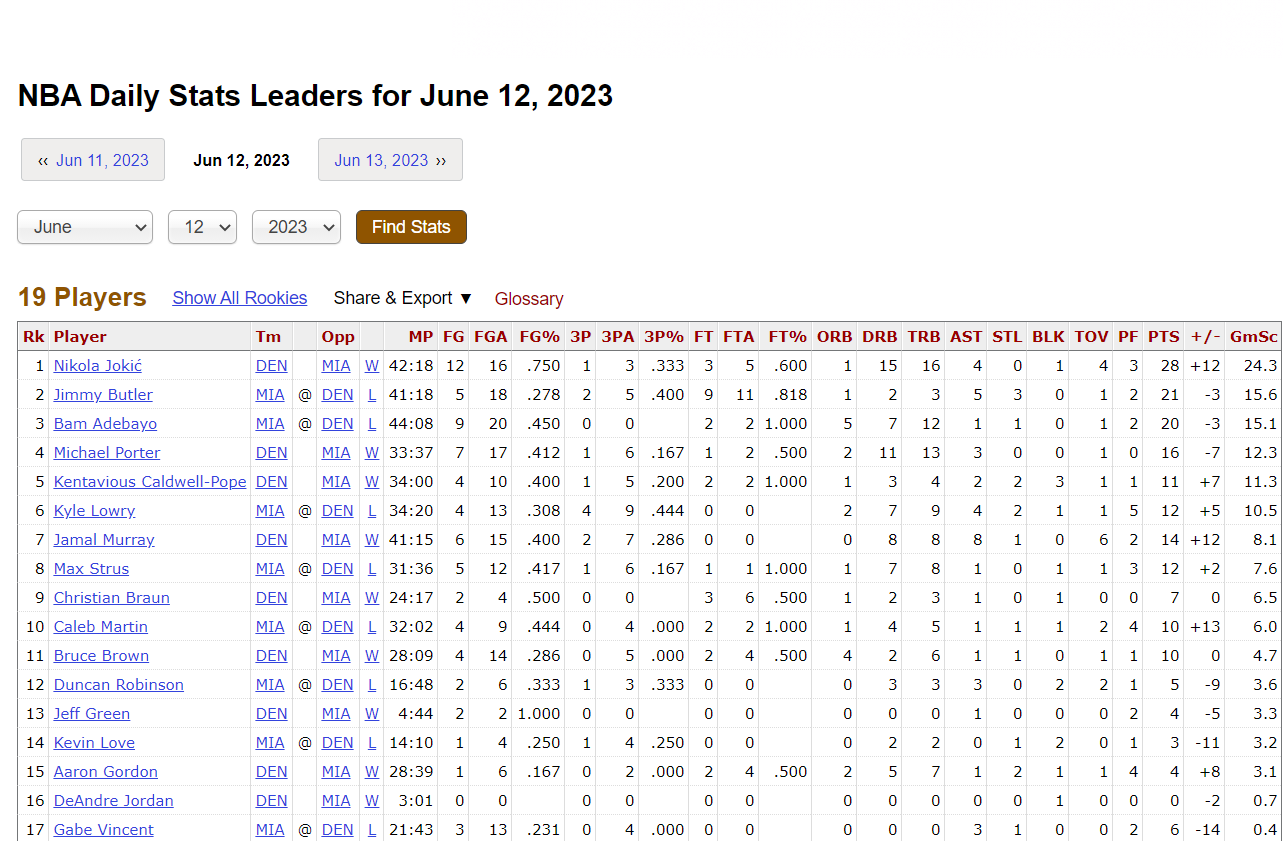 NBA Daily Stats Leaders for June 12, 2023
‹‹ Jun 11, 2023 Jun 12, 2023 Jun 13, 2023 ››
June 12 2023 Find Stats
19 Players Show All Rookies Share & Export ▼ Glossary
Rk Player Tm Opp MP FG FGA FG% 3P 3PA 3P% FT FTA FT% ORB DRB TRB AST STL BLK TOV PF PTS +/- GmSc
1 Nikola Jokić DEN MIA W 42:18 12 16 .750 1 3 .333 3 5 .600 1 15 16 4 0 1 4 3 28 +12 24.3
2 Jimmy Butler MIA @ DEN L 41:18 5 18 .278 2 5 .400 9 11 .818 1 2 3 5 3 0 1 2 21 -3 15.6
3 Bam Adebayo MIA @ DEN L 44:08 9 20 .450 0 0 2 2 1.000 5 7 12 1 1 0 1 2 20 -3 15.1
4 Michael Porter DEN MIA W 33:37 7 17 .412 1 6 .167 1 2 .500 2 11 13 3 0 0 1 0 16 -7 12.3
5 Kentavious Caldwell-Pope DEN MIA W 34:00 4 10 .400 1 5 .200 2 2 1.000 1 3 4 2 2 3 1 1 11 +7 11.3
6 Kyle Lowry MIA @ DEN L 34:20 4 13 .308 4 9 .444 0 0 2 7 9 4 2 1 1 5 12 +5 10.5
7 Jamal Murray DEN MIA W 41:15 6 15 .400 2 7 .286 0 0 0 8 8 8 1 0 6 2 14 +12 8.1
8 Max Strus MIA @ DEN L 31:36 5 12 .417 1 6 .167 1 1 1.000 1 7 8 1 0 1 1 3 12 +2 7.6
9 Christian Braun DEN MIA W 24:17 2 4 .500 0 0 3 6 .500 1 2 3 1 0 1 0 0 7 0 6.5
10 Caleb Martin MIA @ DEN L 32:02 4 9 .444 0 4 .000 2 2 1.000 1 4 5 1 1 1 2 4 10 +13 6.0
11 Bruce Brown DEN MIA W 28:09 4 14 .286 0 5 .000 2 4 .500 4 2 6 1 1 0 1 1 10 0 4.7
12 Duncan Robinson MIA @ DEN L 16:48 2 6 .333 1 3 .333 0 0 0 3 3 3 0 2 2 1 5 -9 3.6
13 Jeff Green DEN MIA W 4:44 2 2 1.000 0 0 0 0 0 0 0 1 0 0 0 2 4 -5 3.3
14 Kevin Love MIA @ DEN L 14:10 1 4 .250 1 4 .250 0 0 0 2 2 0 1 2 0 1 3 -11 3.2
15 Aaron Gordon DEN MIA W 28:39 1 6 .167 0 2 .000 2 4 .500 2 5 7 1 2 1 1 4 4 +8 3.1
16 DeAndre Jordan DEN MIA W 3:01 0 0 0 0 0 0 0 0 0 0 0 1 0 0 0 -2 0.7
17 Gabe Vincent MIA @ DEN L 21:43 3 13 .231 0 4 .000 0 0 0 0 0 3 1 0 0 2 6 -14 0.4